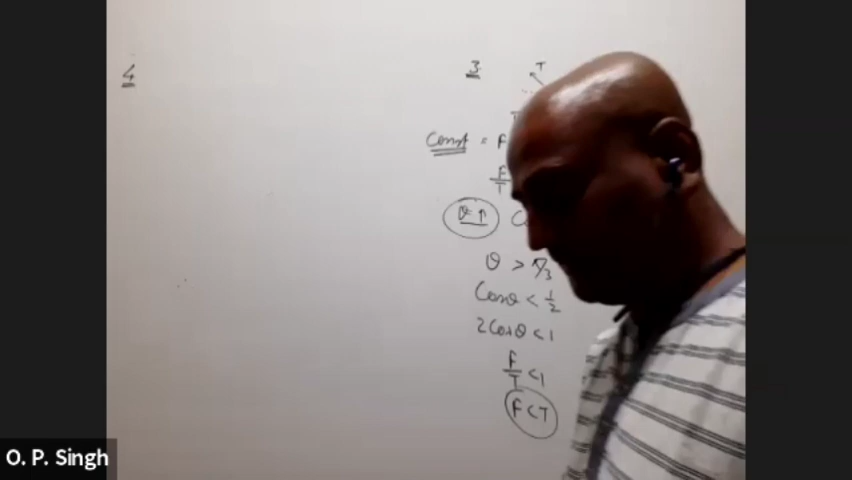 4
3
T
Const = F
F/T
θ ↑
θ > π/3
Cosθ < 1/2
2Cosθ < 1
F/T < 1
F < T
O. P. Singh